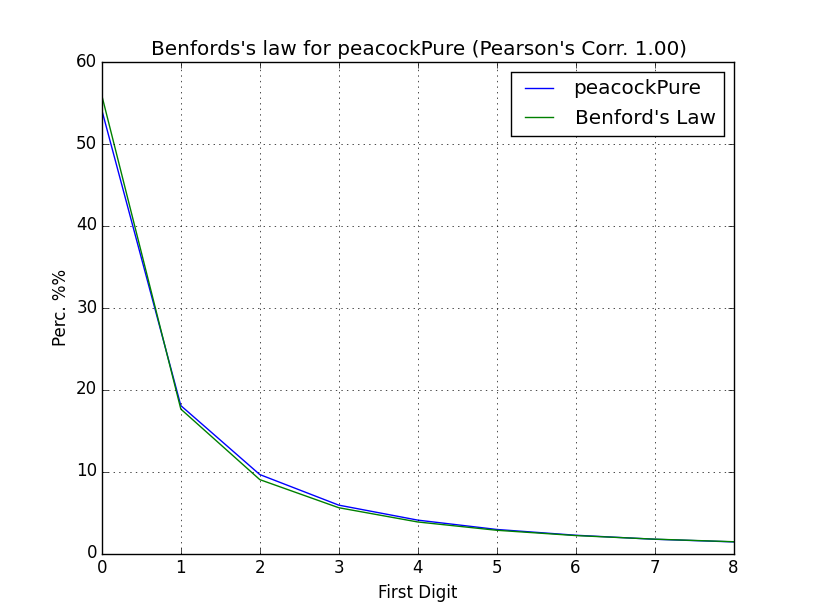 Benfords's law for peacockPure (Pearson's Corr. 1.00)
peacockPure
Benford's Law
60
50
40
30
20
10
0
Perc. %%
0 1 2 3 4 5 6 7 8
First Digit